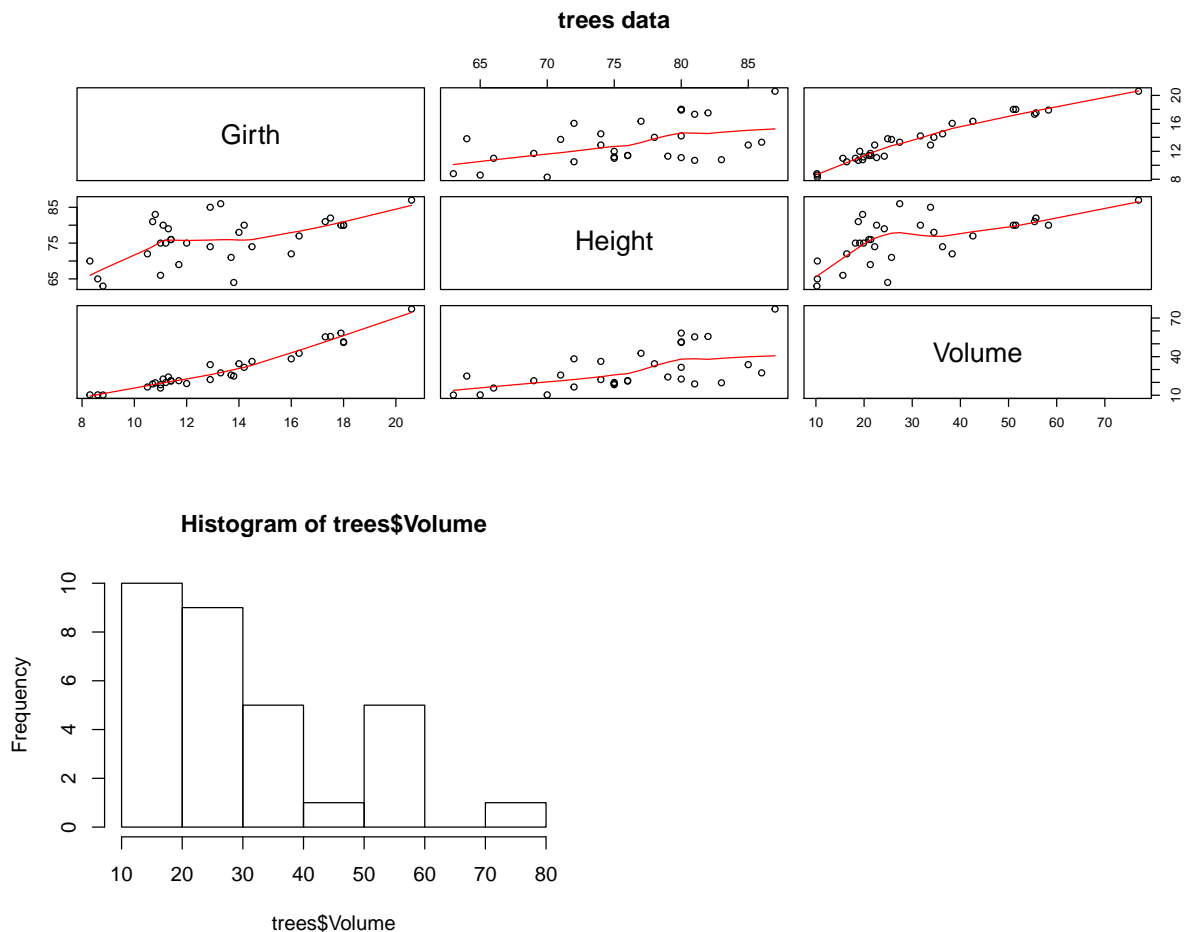 trees data
65 70 75 80 85
Girth
8 12 16 20
65 75 85
Height
Volume
10 40 70
8 10 12 14 16 18 20
10 20 30 40 50 60 70
Histogram of trees$Volume
Frequency
0 2 4 6 8 10
10 20 30 40 50 60 70 80
trees$Volume